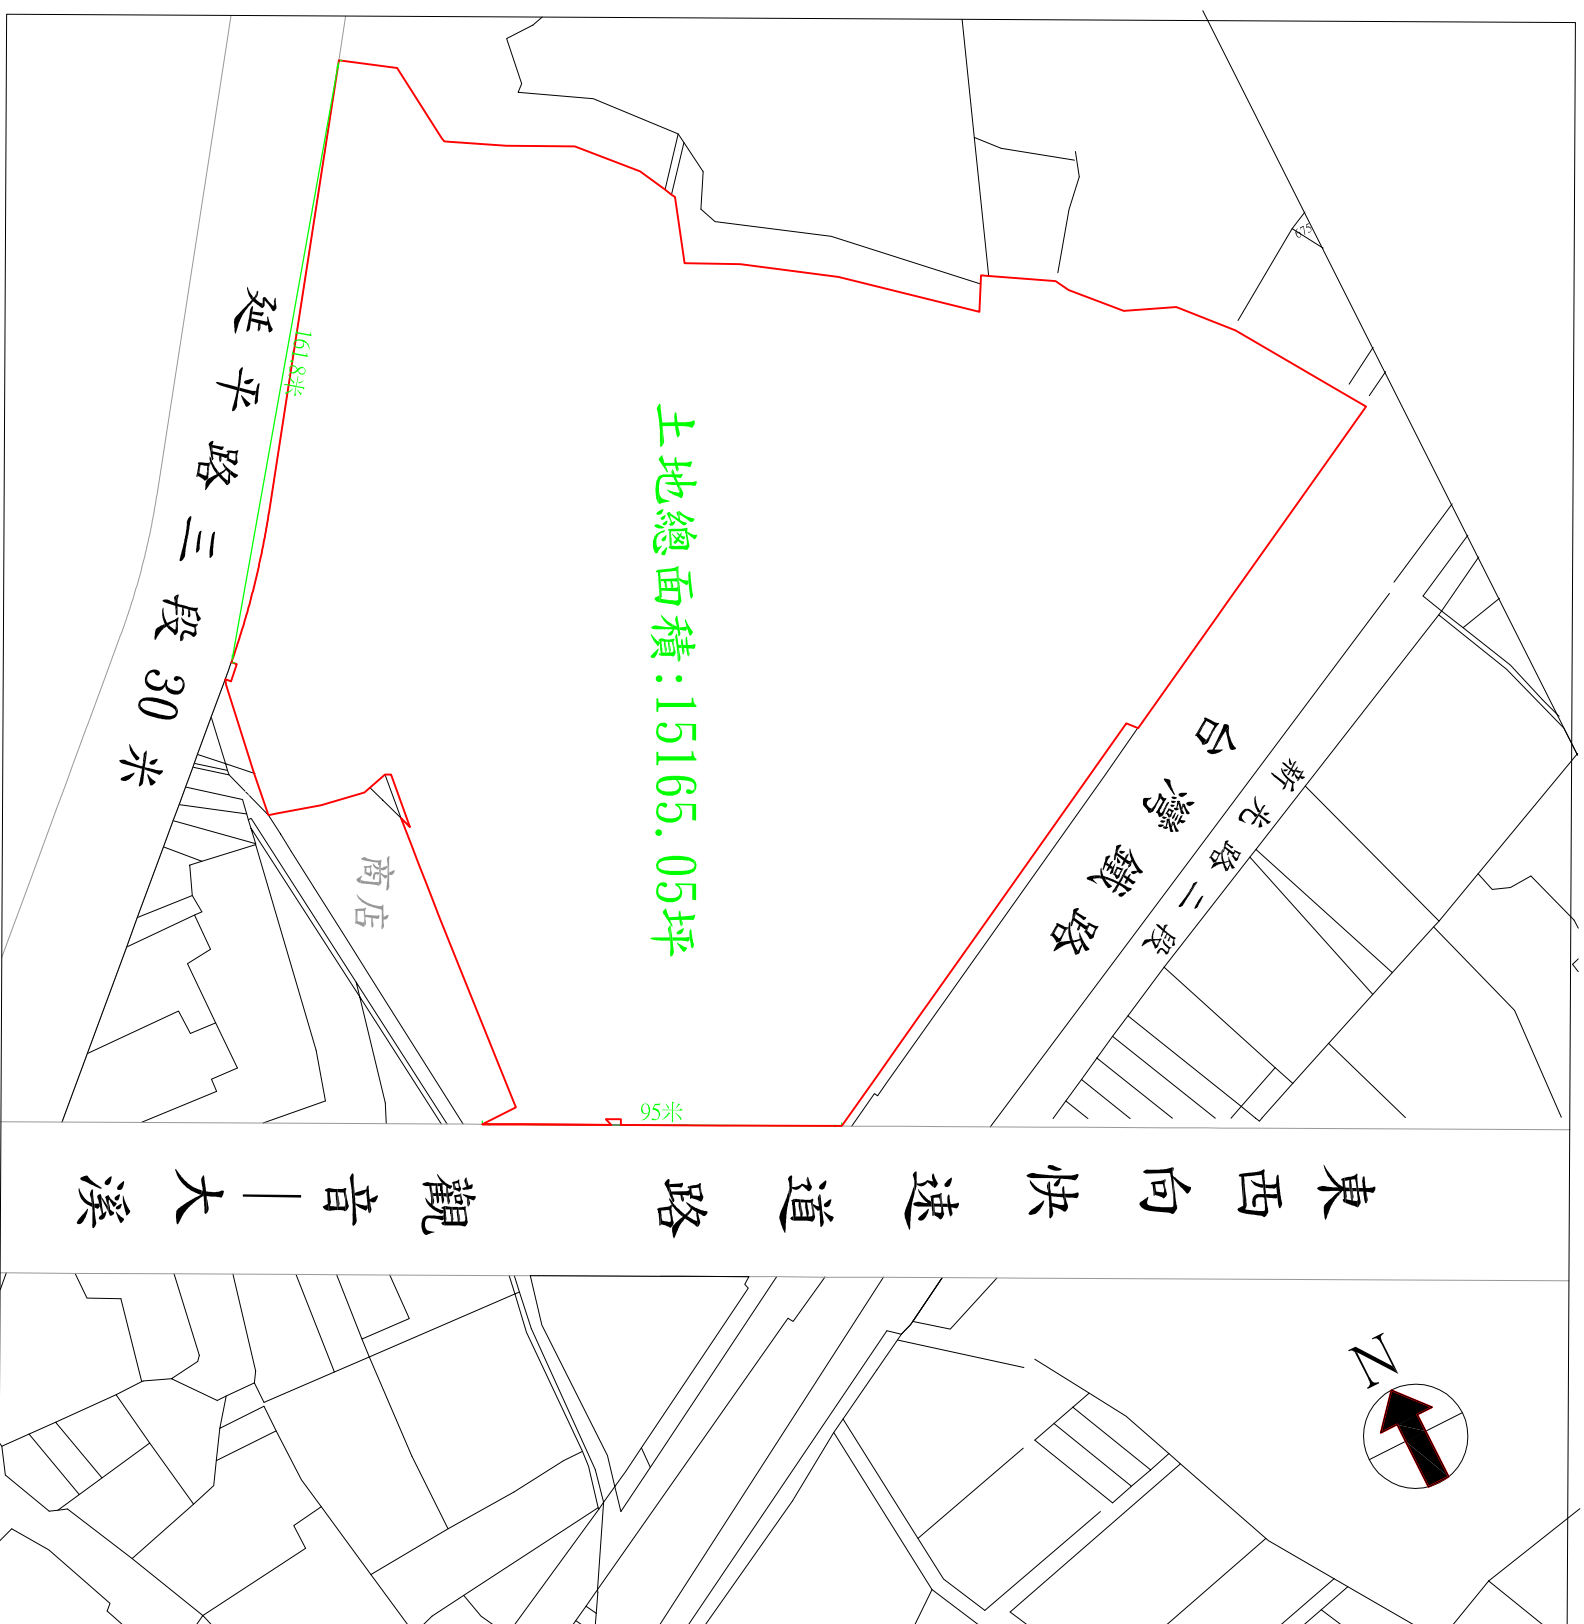 延平路三段30米
161.8米
土地總面積:15165.05坪
675
台灣鐵路
新光路二段
商店
95米
東西向快速道路 觀音—大溪
N